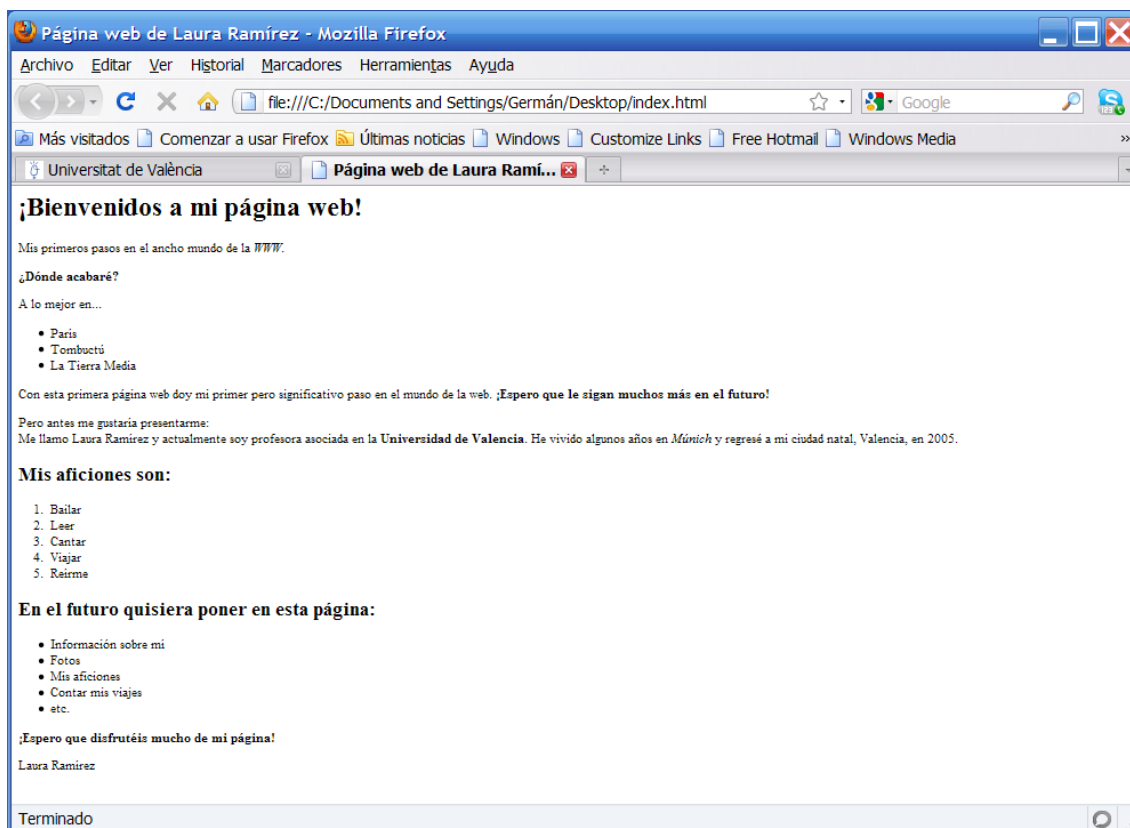 Página web de Laura Ramírez - Mozilla Firefox
Archivo Editar Ver Historial Marcadores Herramientas Ayuda
file:///C:/Documents and Settings/Germán/Desktop/index.html Google
Más visitados Comenzar a usar Firefox Últimas noticias Windows Customize Links Free Hotmail Windows Media »
Universitat de València Página web de Laura Ramí...
¡Bienvenidos a mi página web!
Mis primeros pasos en el ancho mundo de la WWW.
¿Dónde acabaré?
A lo mejor en...
• Paris
• Tombuctú
• La Tierra Media
Con esta primera página web doy mi primer pero significativo paso en el mundo de la web. ¡Espero que le sigan muchos más en el futuro!
Pero antes me gustaría presentarme:
Me llamo Laura Ramírez y actualmente soy profesora asociada en la Universidad de Valencia. He vivido algunos años en Múnich y regresé a mi ciudad natal, Valencia, en 2005.
Mis aficiones son:
1. Bailar
2. Leer
3. Cantar
4. Viajar
5. Reirme
En el futuro quisiera poner en esta página:
• Información sobre mi
• Fotos
• Mis aficiones
• Contar mis viajes
• etc.
¡Espero que disfrutéis mucho de mi página!
Laura Ramírez
Terminado